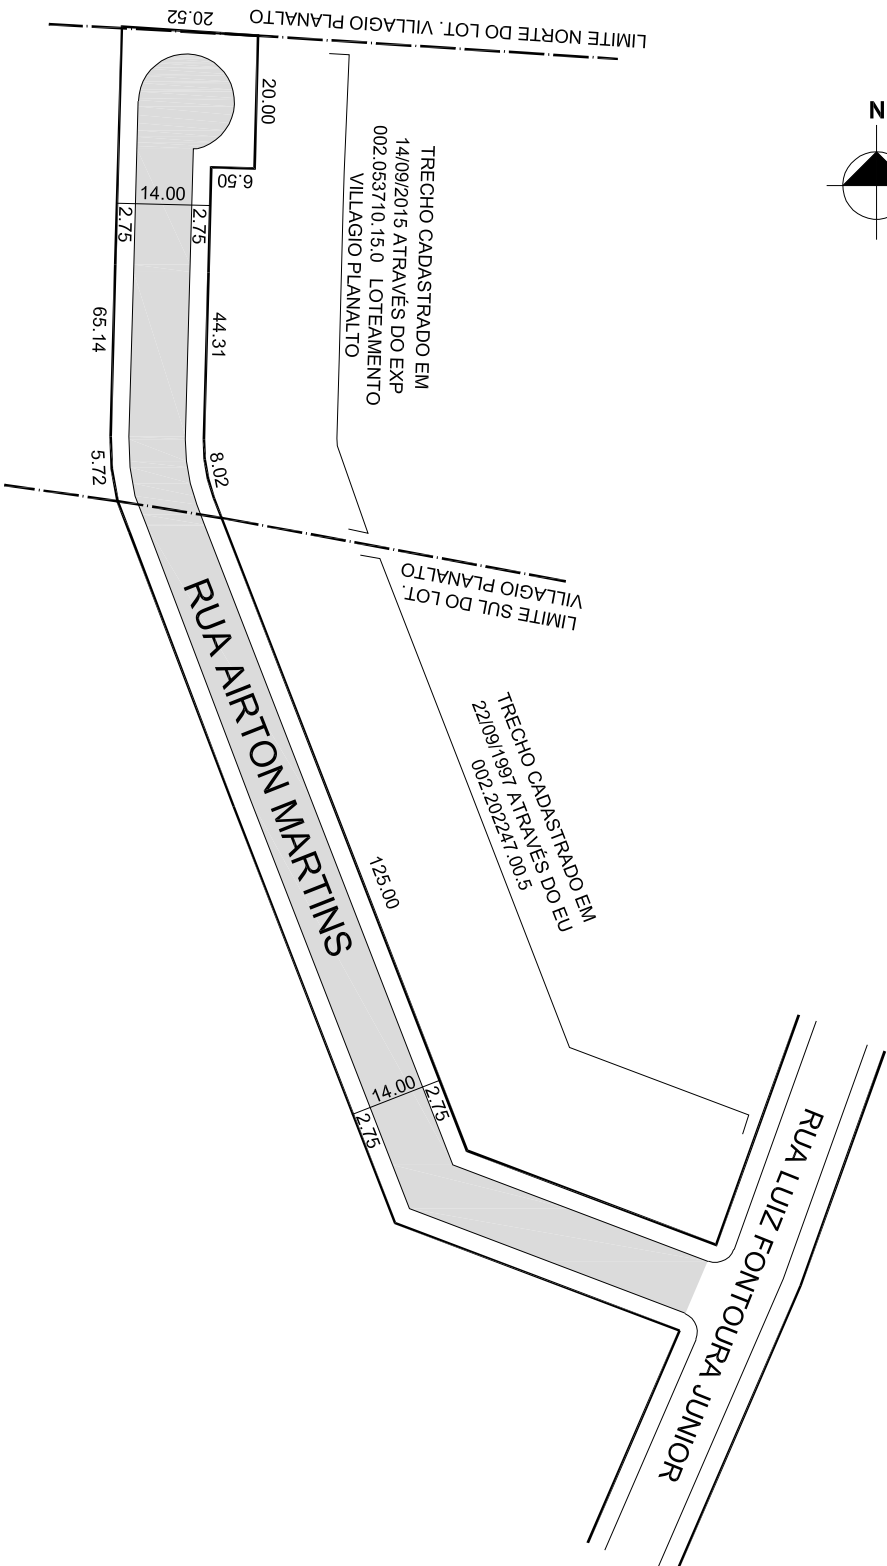 LIMITE NORTE DO LOT. VILLAGIO PLANALTO
20.52
N
20.00
6.50
14.00
2.75
2.75
TRECHO CADASTRADO EM
14/09/2015 ATRAVÉS DO EXP
002.053710.15.0 LOTEAMENTO
VILLAGIO PLANALTO
65.14
44.31
5.72
8.02
LIMITE SUL DO LOT.
VILLAGIO PLANALTO
RUA AIRTON MARTINS
TRECHO CADASTRADO EM
22/09/1997 ATRAVÉS DO EU
002.202247.00.5
125.00
14.00
2.75
2.75
RUA LUIZ FONTOURA JUNIOR